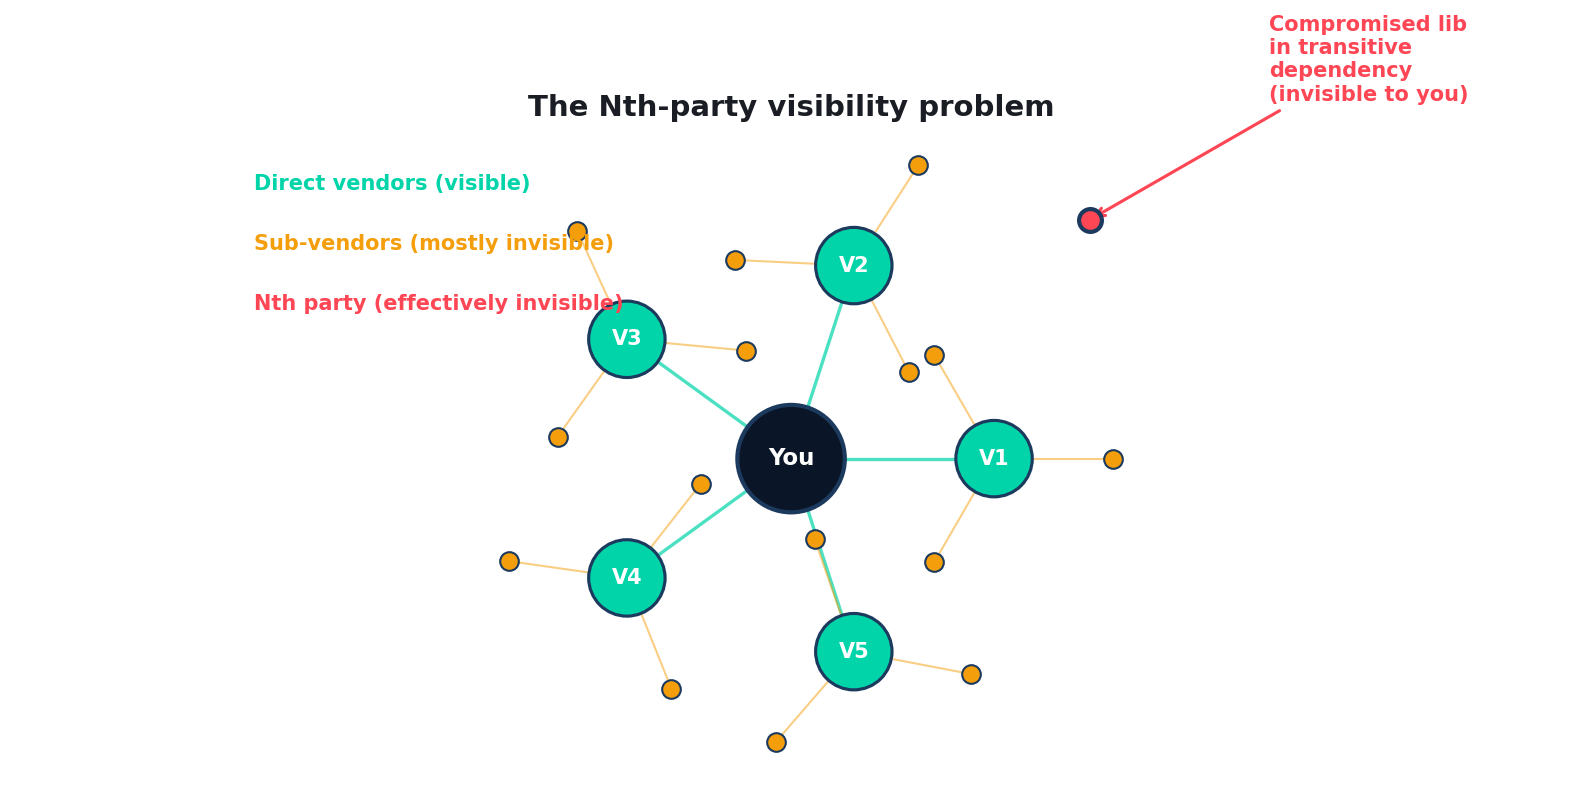 Compromised lib
in transitive
dependency
(invisible to you)
The Nth-party visibility problem
Direct vendors (visible)
Sub-vendors (mostly invisible)
Nth party (effectively invisible)
V2
V3
You
V1
V4
V5